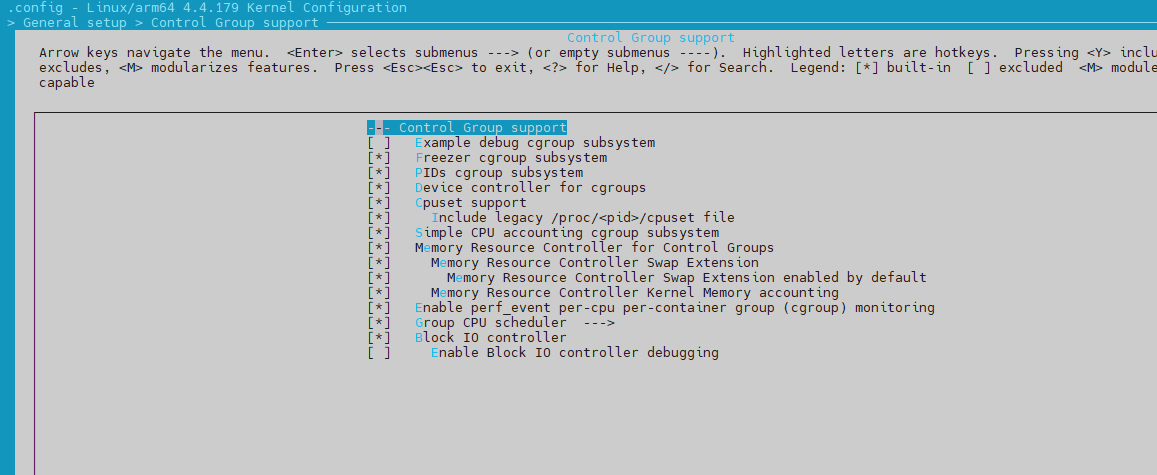 .config - Linux/arm64 4.4.179 Kernel Configuration
> General setup > Control Group support
Control Group support
Arrow keys navigate the menu.  <Enter> selects submenus ---> (or empty submenus ----).  Highlighted letters are hotkeys.  Pressing <Y> inclu
excludes, <M> modularizes features.  Press <Esc><Esc> to exit, <?> for Help, </> for Search.  Legend: [*] built-in  [ ] excluded  <M> module
capable
--- Control Group support
[ ]   Example debug cgroup subsystem
[*]   Freezer cgroup subsystem
[*]   PIDs cgroup subsystem
[*]   Device controller for cgroups
[*]   Cpuset support
[*]     Include legacy /proc/<pid>/cpuset file
[*]   Simple CPU accounting cgroup subsystem
[*]   Memory Resource Controller for Control Groups
[*]     Memory Resource Controller Swap Extension
[*]       Memory Resource Controller Swap Extension enabled by default
[*]     Memory Resource Controller Kernel Memory accounting
[*]   Enable perf_event per-cpu per-container group (cgroup) monitoring
[*]   Group CPU scheduler  --->
[*]   Block IO controller
[ ]     Enable Block IO controller debugging